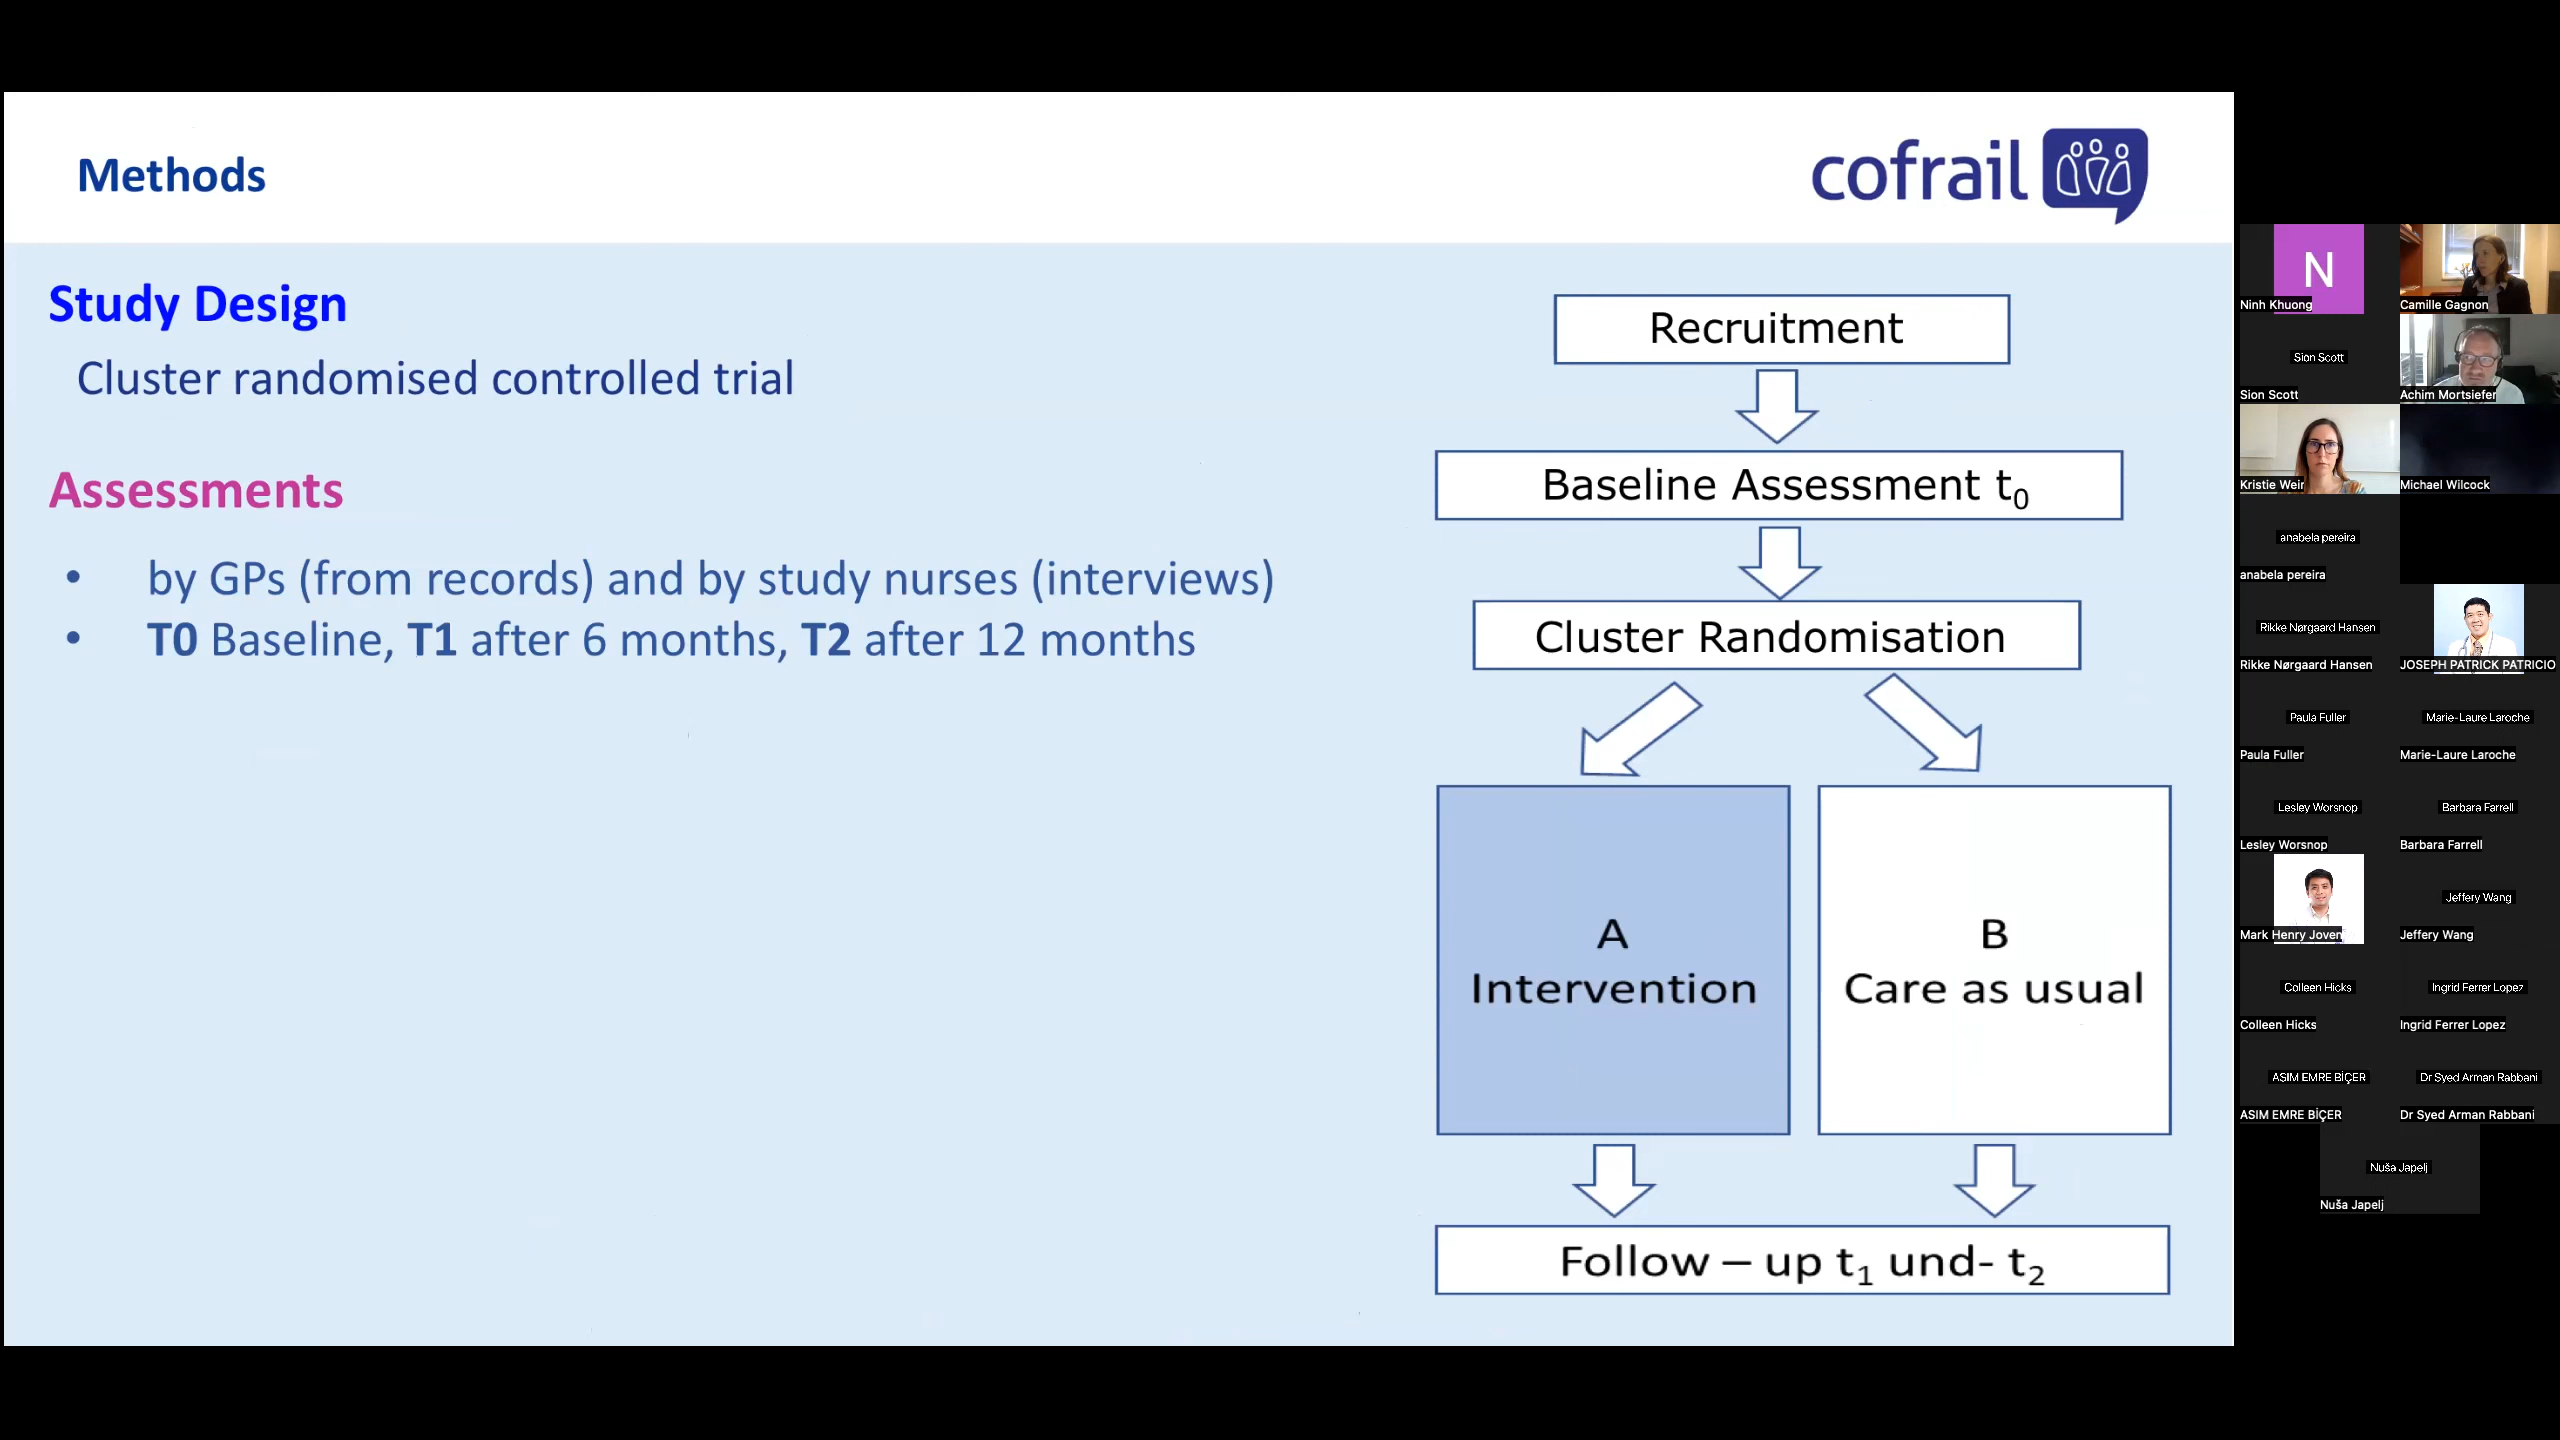 Methods
cofrail
Study Design
Cluster randomised controlled trial
Assessments
• by GPs (from records) and by study nurses (interviews)
• T0 Baseline, T1 after 6 months, T2 after 12 months
Recruitment
Baseline Assessment t0
Cluster Randomisation
A
Intervention
B
Care as usual
Follow – up t1 und- t2
N
Ninh Khuong
Camille Gagnon
Sion Scott
Sion Scott
Achim Mortsiefer
Kristie Weir
Michael Wilcock
anabela pereira
anabela pereira
Rikke Nørgaard Hansen
Rikke Nørgaard Hansen
JOSEPH PATRICK PATRICIO
Paula Fuller
Marie-Laure Laroche
Paula Fuller
Marie-Laure Laroche
Lesley Worsnop
Barbara Farrell
Lesley Worsnop
Barbara Farrell
Jeffery Wang
Mark Henry Joven
Jeffery Wang
Colleen Hicks
Ingrid Ferrer Lopez
Colleen Hicks
Ingrid Ferrer Lopez
ASIM EMRE BİÇER
Dr Syed Arman Rabbani
ASIM EMRE BİÇER
Dr Syed Arman Rabbani
Nuša Japelj
Nuša Japelj